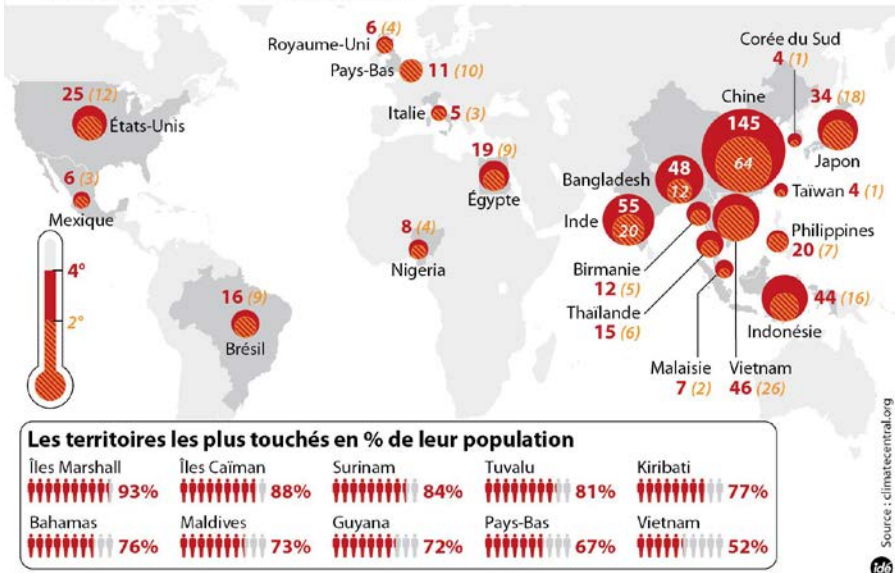 6 (4)
Royaume-Uni
Pays-Bas 11 (10)
Italie 5 (3)
25 (12)
États-Unis
6 (3)
Mexique
19 (9)
Égypte
8 (4)
Nigeria
16 (9)
Brésil
4°
2°
Corée du Sud
4 (1)
Chine
145
64
34 (18)
Japon
Bangladesh
48
12
Inde
55
20
Taïwan 4 (1)
Philippines
20 (7)
Birmanie
12 (5)
Thaïlande
15 (6)
44 (16)
Indonésie
Malaisie
7 (2)
Vietnam
46 (26)
Les territoires les plus touchés en % de leur population
Îles Marshall
93%
Îles Caïman
88%
Surinam
84%
Tuvalu
81%
Kiribati
77%
Bahamas
76%
Maldives
73%
Guyana
72%
Pays-Bas
67%
Vietnam
52%
Source : climatecentral.org
idé